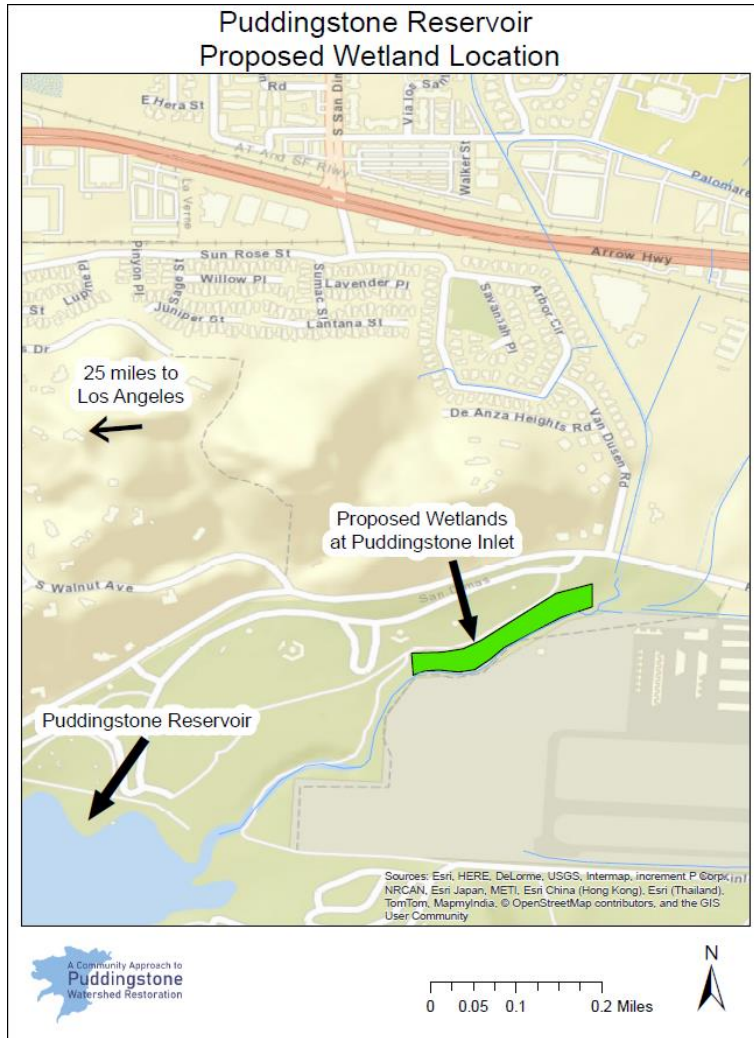 Puddingstone Reservoir
Proposed Wetland Location
E Hera St
Rd
S San Di
Via Ios San
AT And SF Rlwy
Walker St
Palomare
La Verne
Arrow Hwy
Sun Rose St
Lupine Pl
Pinyon Pl
Sage St
Willow Pl
Sumac St
Lavender Pl
Juniper St
Lantana St
St
s Dr
Savannah Pl
Arbor Cir
25 miles to
Los Angeles
De Anza Heights Rd
Van Dusen Rd
Proposed Wetlands
at Puddingstone Inlet
S Walnut Ave
San Dimas
Puddingstone Reservoir
Sources: Esri, HERE, DeLorme, USGS, Intermap, increment P Corp.,
NRCAN, Esri Japan, METI, Esri China (Hong Kong), Esri (Thailand),
TomTom, MapmyIndia, © OpenStreetMap contributors, and the GIS
User Community
A Community Approach to
Puddingstone
Watershed Restoration
0 0.05 0.1 0.2 Miles
N